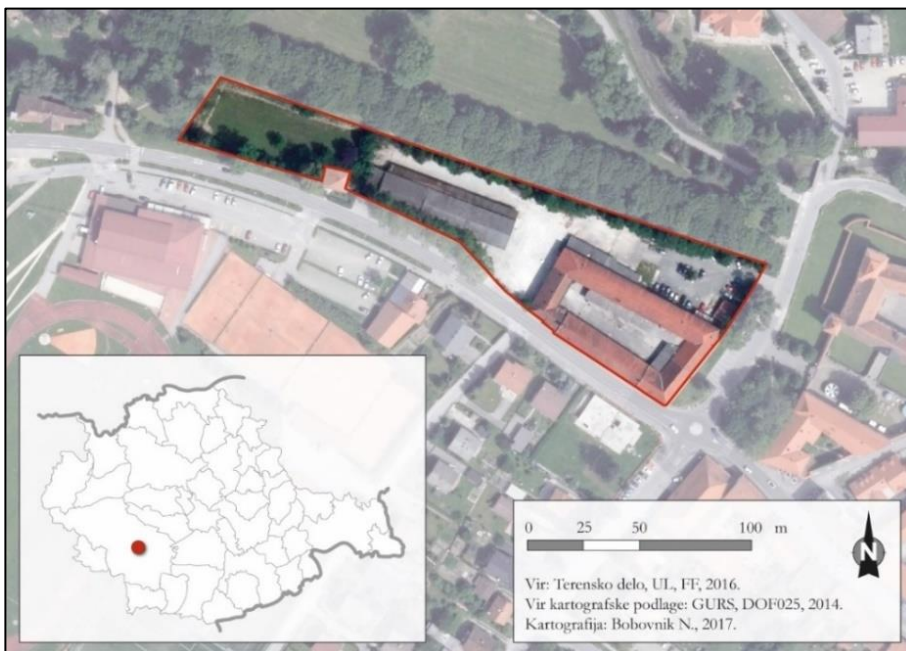 0 25 50 100 m
N
Vir: Terensko delo, UL, FF, 2016.
Vir kartografske podlage: GURS, DOF025, 2014.
Kartografija: Bobovnik N., 2017.